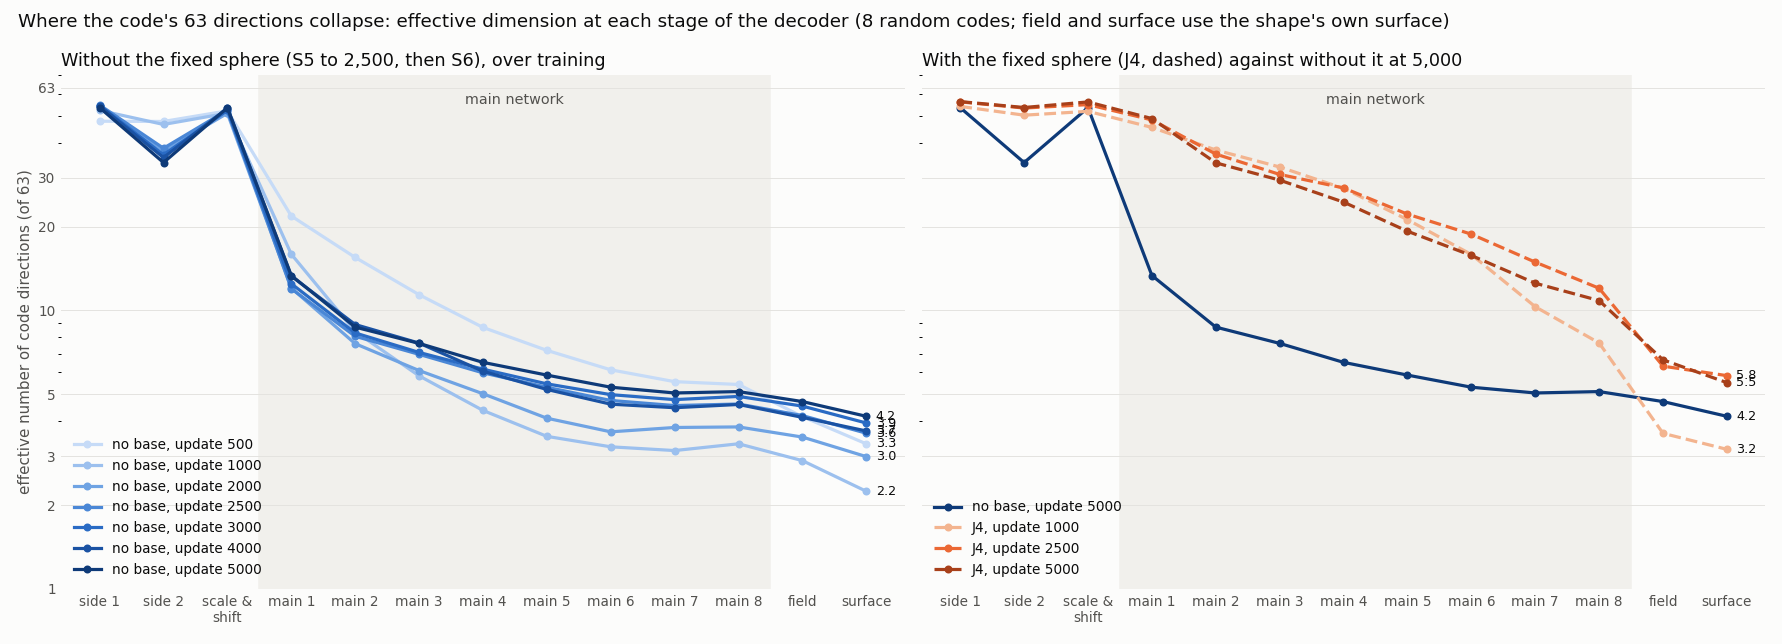 Where the code's 63 directions collapse: effective dimension at each stage of the decoder (8 random codes; field and surface use the shape's own surface)
Without the fixed sphere (S5 to 2,500, then S6), over training
effective number of code directions (of 63)
63
30
20
10
5
3
2
1
main network
4.2
3.9
3.7
3.6
3.3
3.0
2.2
no base, update 500
no base, update 1000
no base, update 2000
no base, update 2500
no base, update 3000
no base, update 4000
no base, update 5000
side 1 side 2 scale & main 1 main 2 main 3 main 4 main 5 main 6 main 7 main 8 field surface
shift
With the fixed sphere (J4, dashed) against without it at 5,000
main network
5.8
5.5
4.2
3.2
no base, update 5000
J4, update 1000
J4, update 2500
J4, update 5000
side 1 side 2 scale & main 1 main 2 main 3 main 4 main 5 main 6 main 7 main 8 field surface
shift